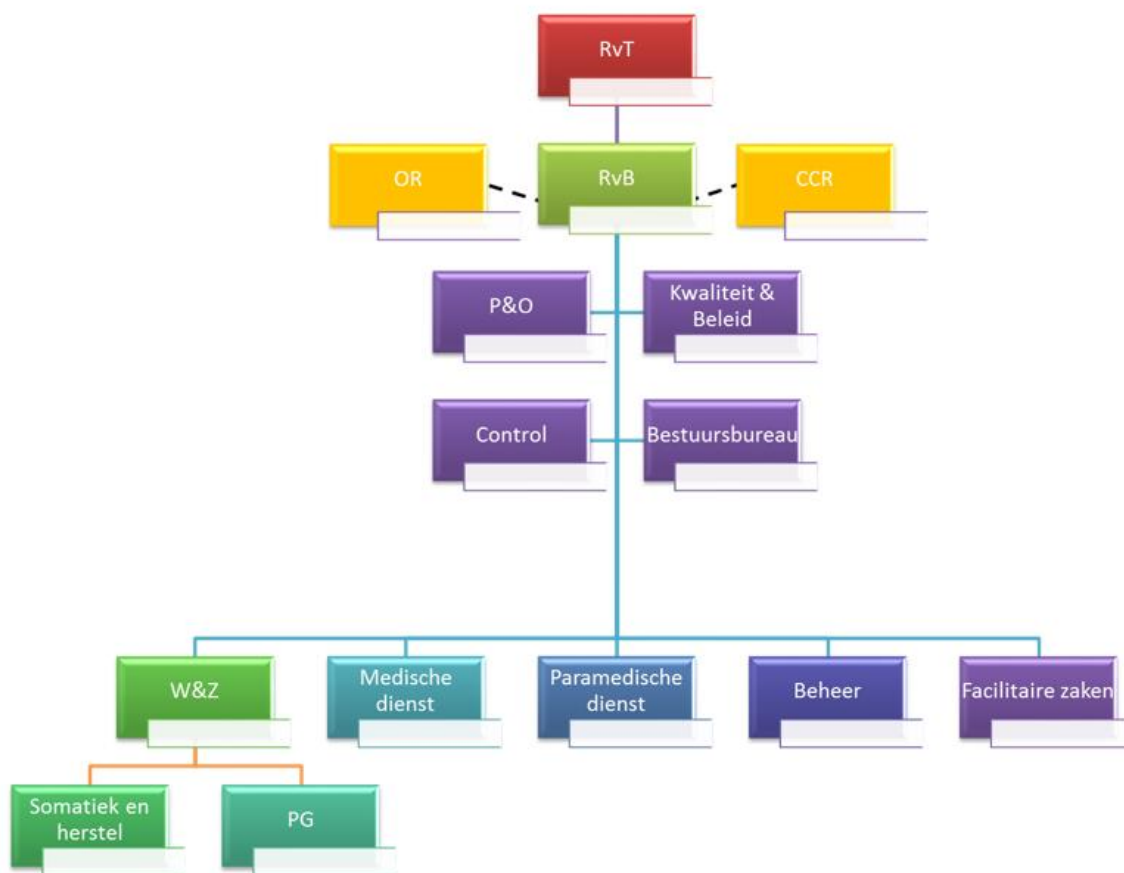 RvT
OR
RvB
CCR
P&O
Kwaliteit &
Beleid
Control
Bestuursbureau
W&Z
Medische
dienst
Paramedische
dienst
Beheer
Facilitaire zaken
Somatiek en
herstel
PG